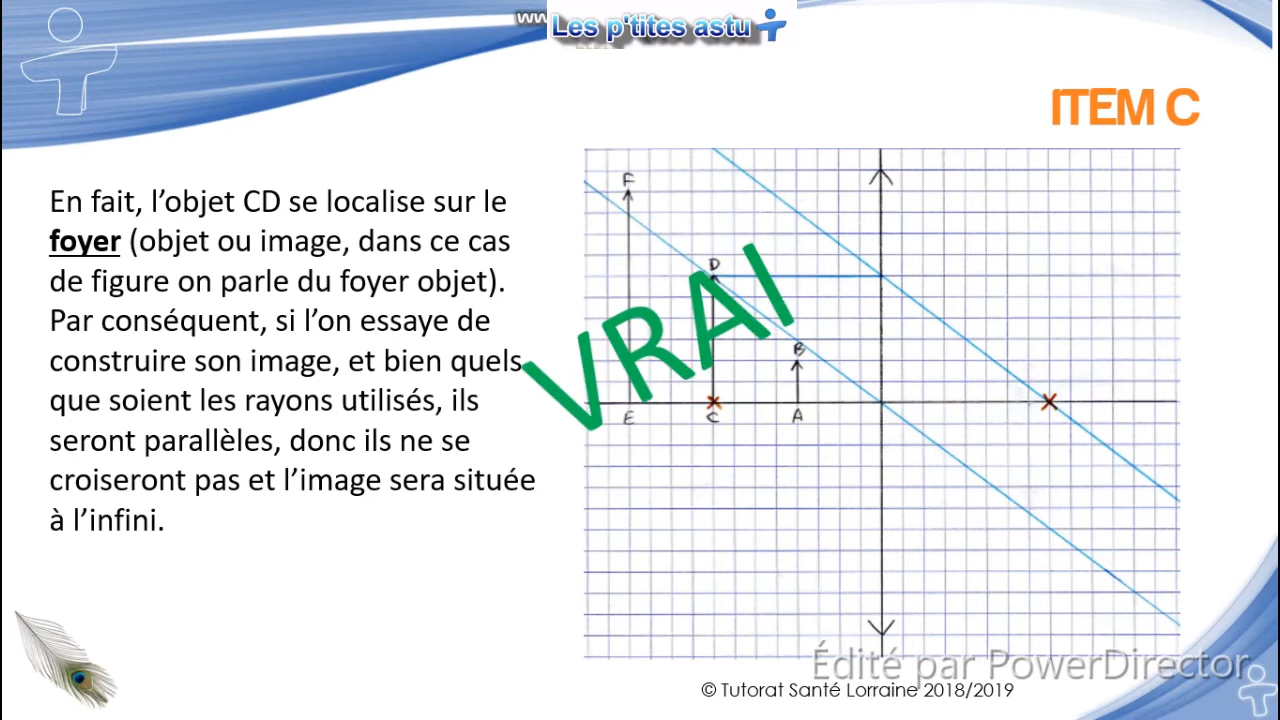 Les p'tites astu
ITEM C
En fait, l'objet CD se localise sur le
foyer (objet ou image, dans ce cas
de figure on parle du foyer objet).
Par conséquent, si l'on essaye de
construire son image, et bien quels
que soient les rayons utilisés, ils
seront parallèles, donc ils ne se
croiseront pas et l'image sera située
à l'infini.
F
D
B
E
C
A
VRAI
Édité par PowerDirector
© Tutorat Santé Lorraine 2018/2019